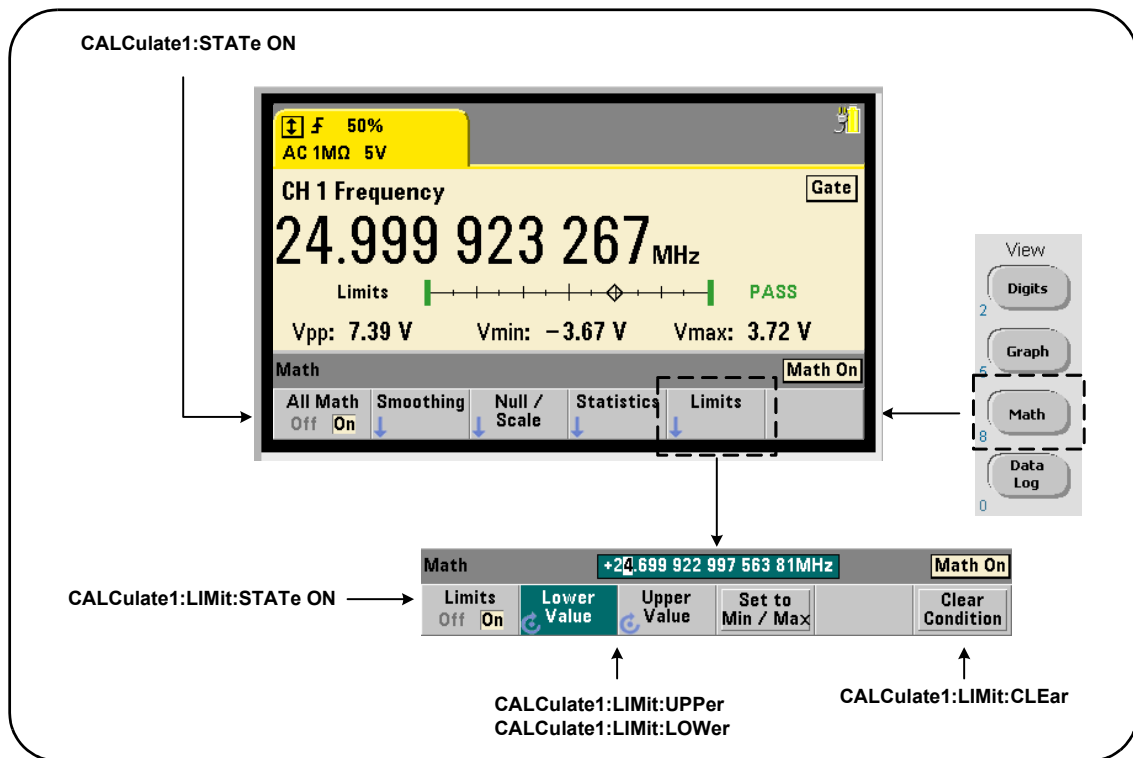 CALCulate1:STATe ON
50%
AC 1MΩ 5V
CH 1 Frequency
Gate
24.999 923 267 MHz
Limits
PASS
Vpp: 7.39 V Vmin: −3.67 V Vmax: 3.72 V
Math
Math On
All Math
Off On
Smoothing
Null /
Scale
Statistics
Limits
View
Digits
2
Graph
5
Math
8
Data
Log
0
Math
+24.699 922 997 563 81MHz
Math On
CALCulate1:LIMit:STATe ON
Limits
Off On
Lower
Value
Upper
Value
Set to
Min / Max
Clear
Condition
CALCulate1:LIMit:UPPer
CALCulate1:LIMit:LOWer
CALCulate1:LIMit:CLEar